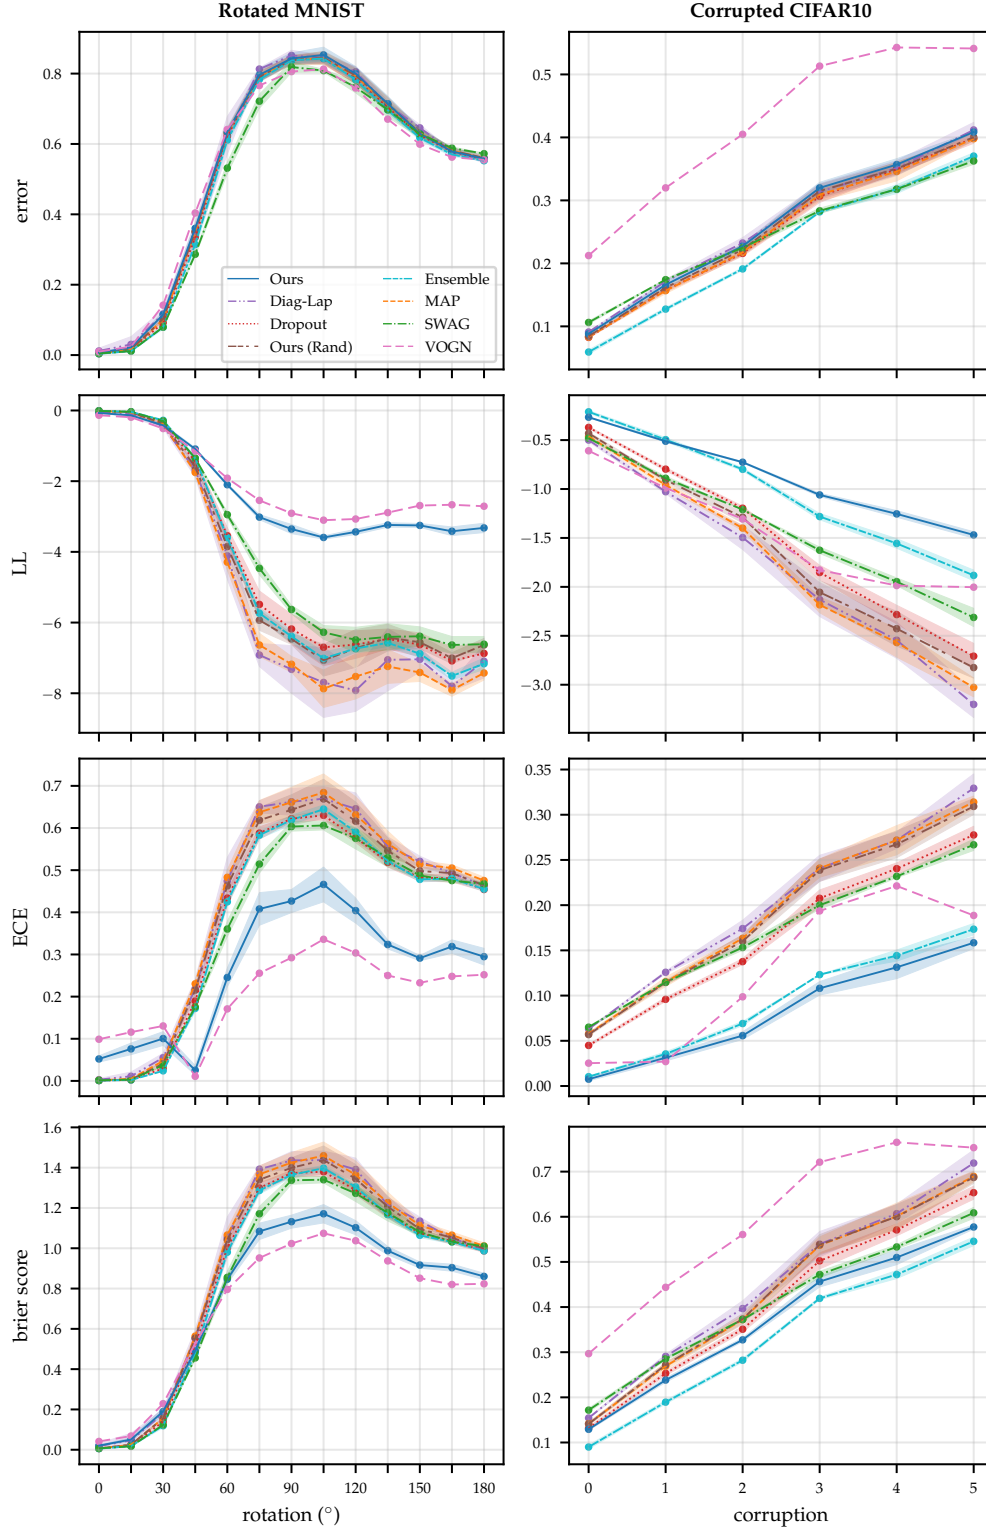 Rotated MNIST
Corrupted CIFAR10
0.8
0.6
0.4
0.2
0.0
error
Ours
Diag-Lap
Dropout
Ours (Rand)
Ensemble
MAP
SWAG
VOGN
0.5
0.4
0.3
0.2
0.1
0
−2
−4
−6
−8
LL
−0.5
−1.0
−1.5
−2.0
−2.5
−3.0
0.7
0.6
0.5
0.4
0.3
0.2
0.1
0.0
ECE
0.35
0.30
0.25
0.20
0.15
0.10
0.05
0.00
1.6
1.4
1.2
1.0
0.8
0.6
0.4
0.2
0.0
brier score
0 30 60 90 120 150 180
rotation (°)
0.7
0.6
0.5
0.4
0.3
0.2
0.1
0 1 2 3 4 5
corruption